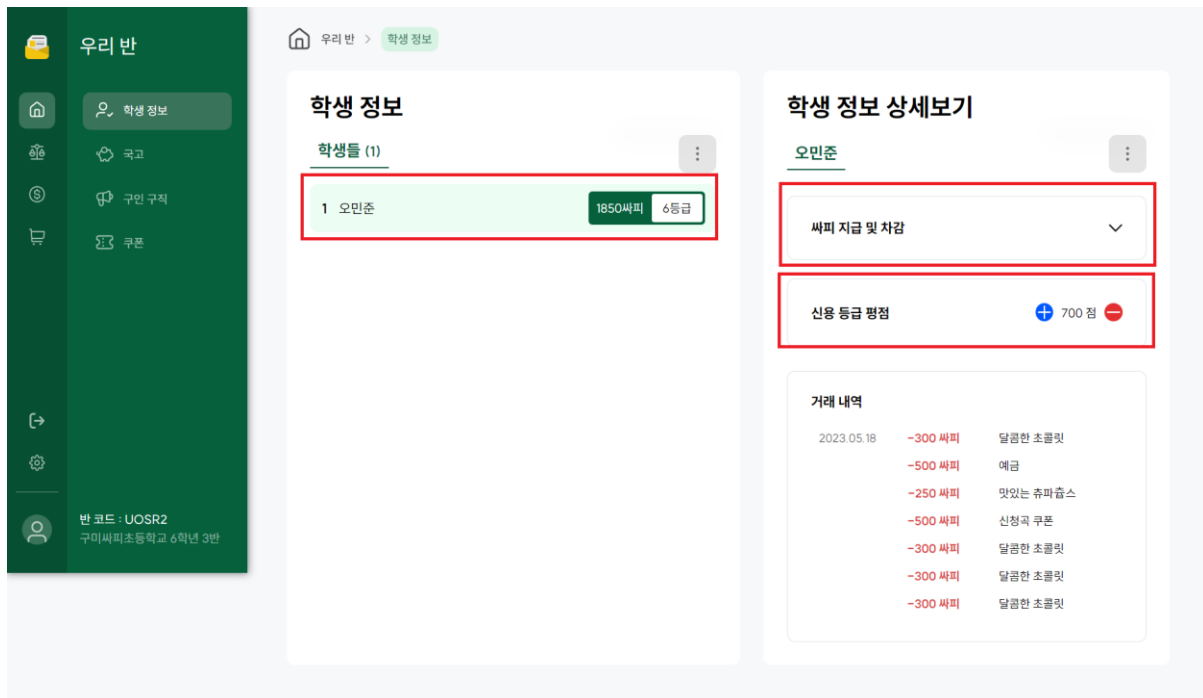 우리 반
학생 정보
국고
구인 구직
쿠폰
반 코드 : UOSR2
구미싸피초등학교 6학년 3반
우리 반 > 학생 정보
학생 정보
학생들 (1)
1 오민준 1850싸피 6등급
학생 정보 상세보기
오민준
싸피 지급 및 차감
신용 등급 평점 700 점
거래 내역
2023.05.18 -300 싸피 달콤한 초콜릿
-500 싸피 예금
-250 싸피 맛있는 츄파츕스
-500 싸피 신청곡 쿠폰
-300 싸피 달콤한 초콜릿
-300 싸피 달콤한 초콜릿
-300 싸피 달콤한 초콜릿